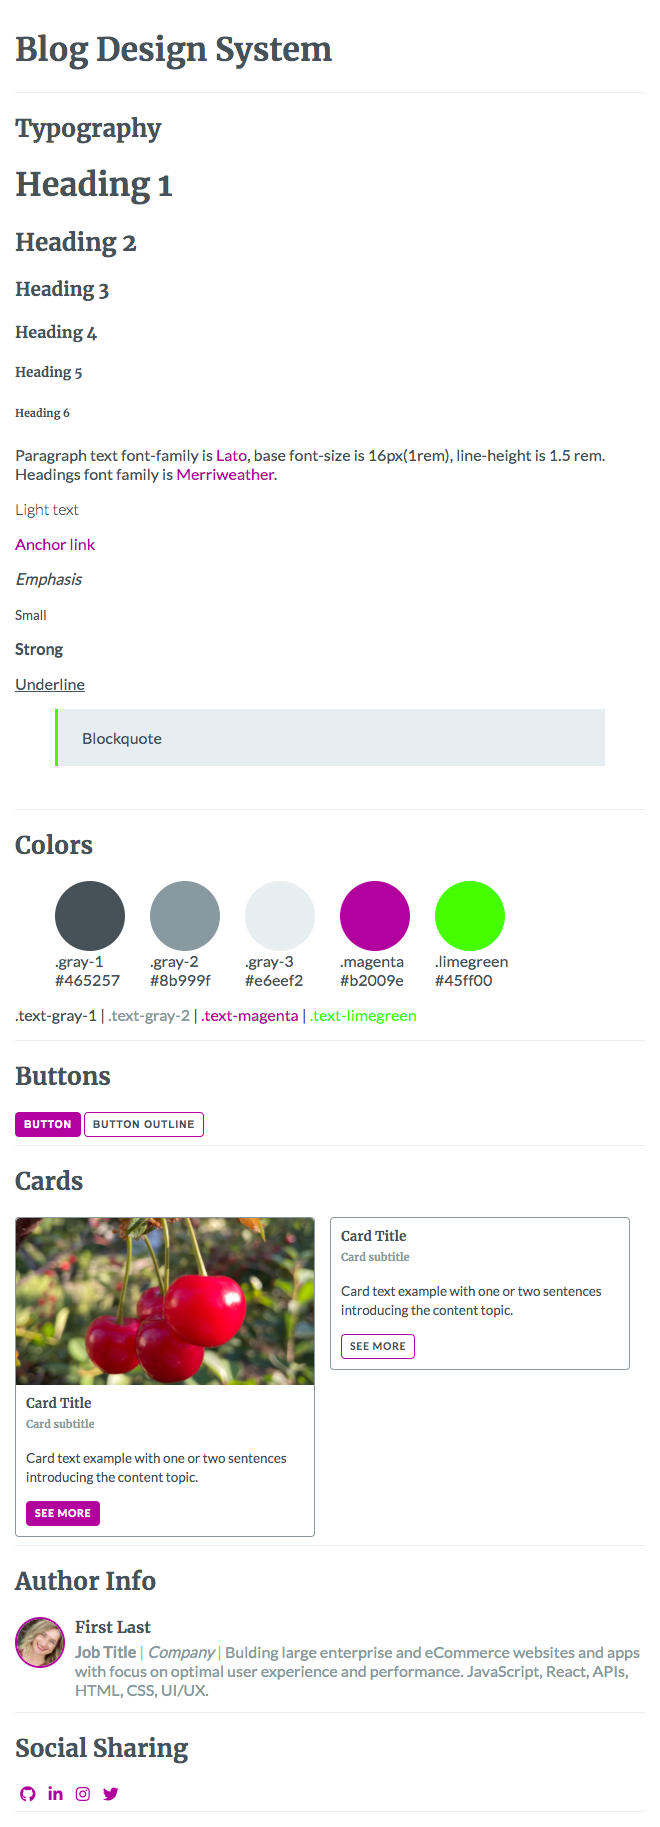 Blog Design System
Typography
Heading 1
Heading 2
Heading 3
Heading 4
Heading 5
Heading 6
Paragraph text font-family is Lato, base font-size is 16px(1rem), line-height is 1.5 rem.
Headings font family is Merriweather.
Light text
Anchor link
Emphasis
Small
Strong
Underline
Blockquote
Colors
.gray-1 .gray-2 .gray-3 .magenta .limegreen
#465257 #8b999f #e6eef2 #b2009e #45ff00
.text-gray-1 | .text-gray-2 | .text-magenta | .text-limegreen
Buttons
BUTTON BUTTON OUTLINE
Cards
Card Title
Card subtitle
Card text example with one or two sentences
introducing the content topic.
SEE MORE
Card Title
Card subtitle
Card text example with one or two sentences
introducing the content topic.
SEE MORE
Author Info
First Last
Job Title | Company | Bulding large enterprise and eCommerce websites and apps
with focus on optimal user experience and performance. JavaScript, React, APIs,
HTML, CSS, UI/UX.
Social Sharing